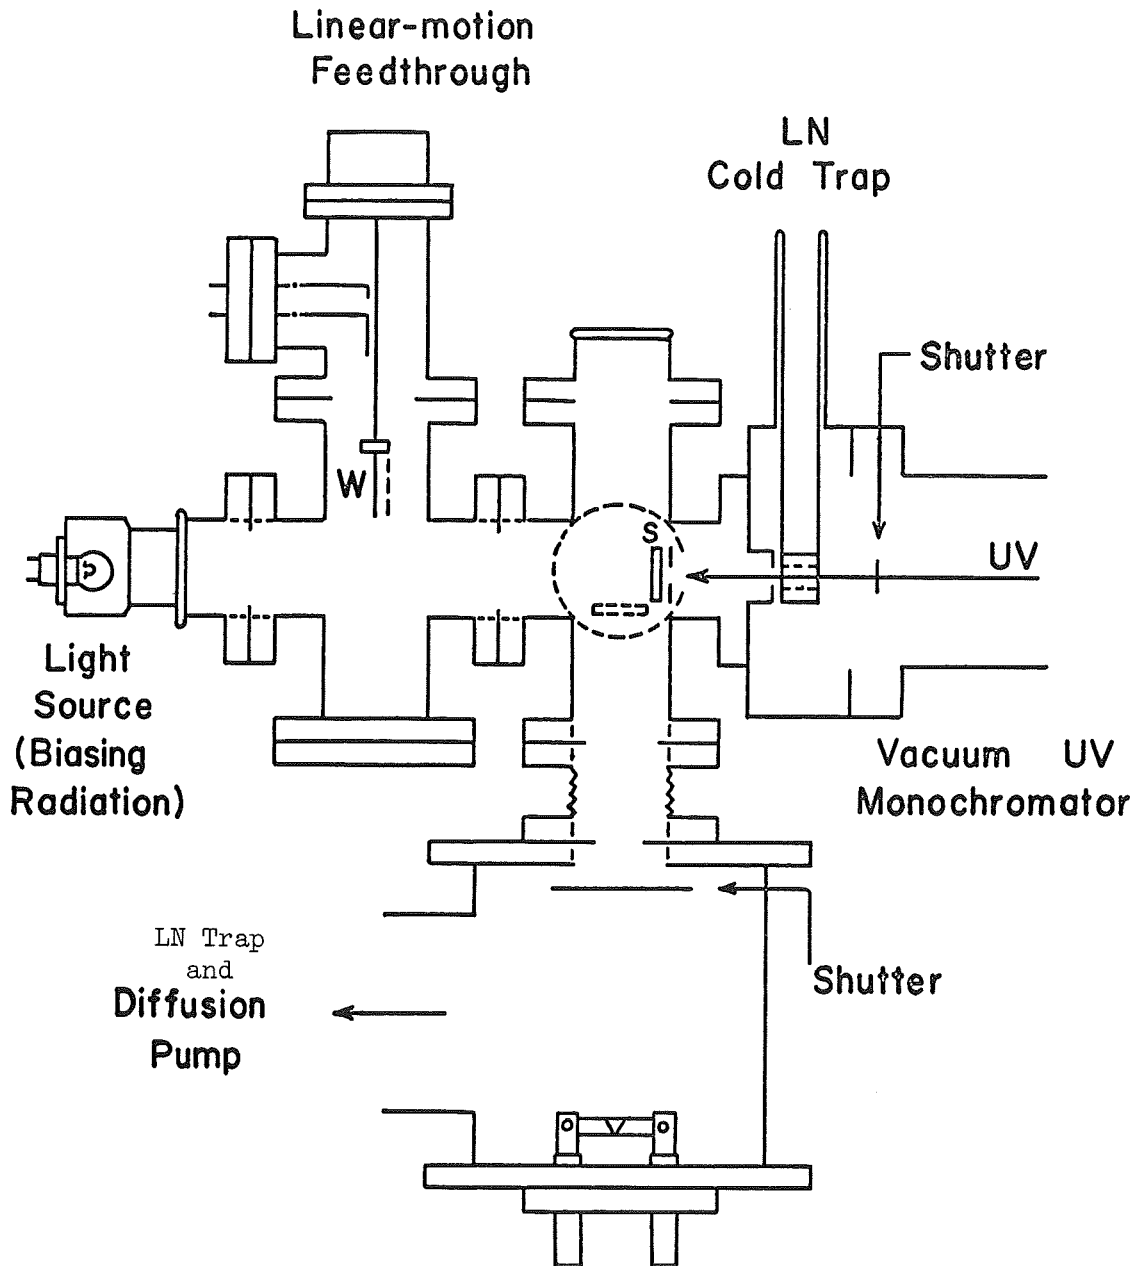 Linear-motion
Feedthrough
LN
Cold Trap
Shutter
W
S
UV
Light
Source
(Biasing
Radiation)
Vacuum UV
Monochromator
LN Trap
and
Diffusion
Pump
Shutter